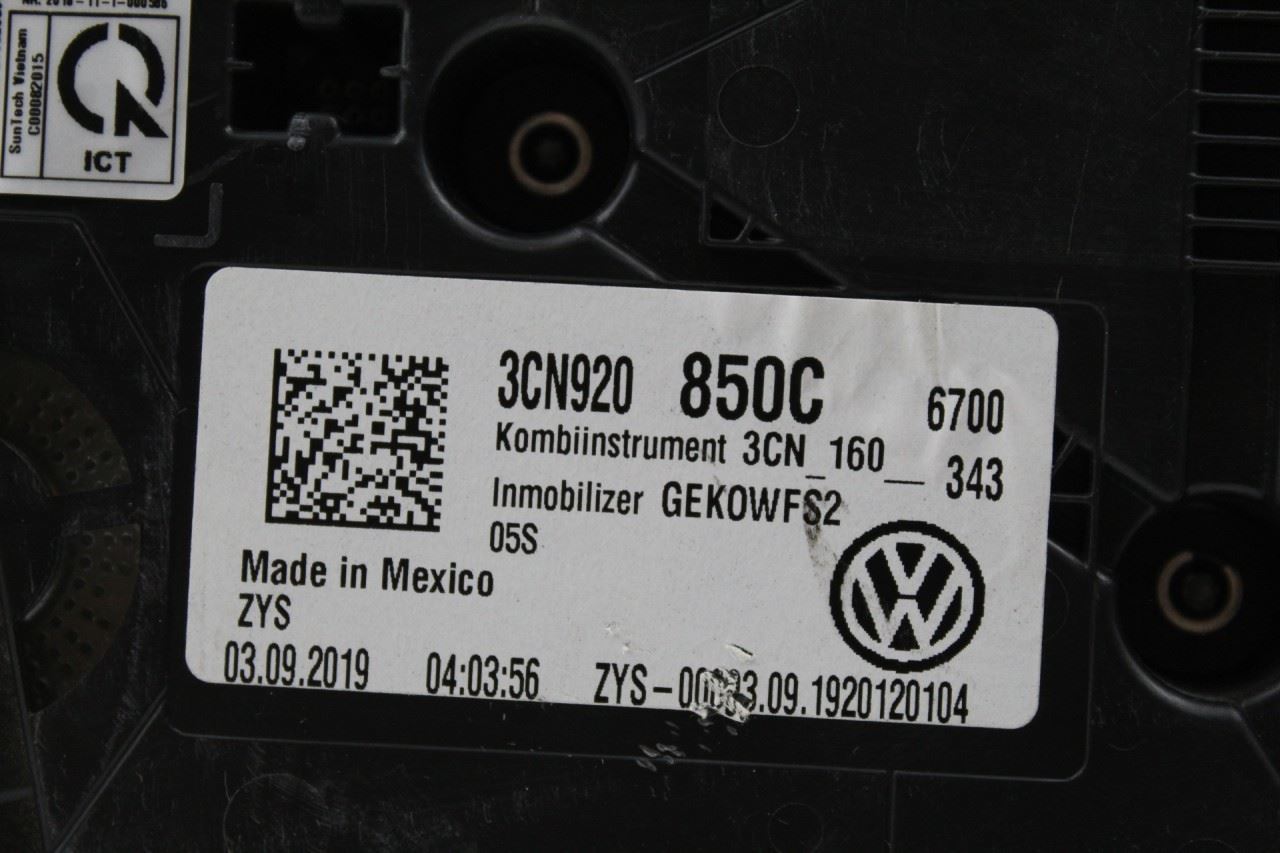 SunTech Vietnam
C00082015
ICT
3CN920 850C 6700
Kombiinstrument 3CN_160__ 343
Inmobilizer GEKOWFS2
05S
Made in Mexico
ZYS
03.09.2019 04:03:56